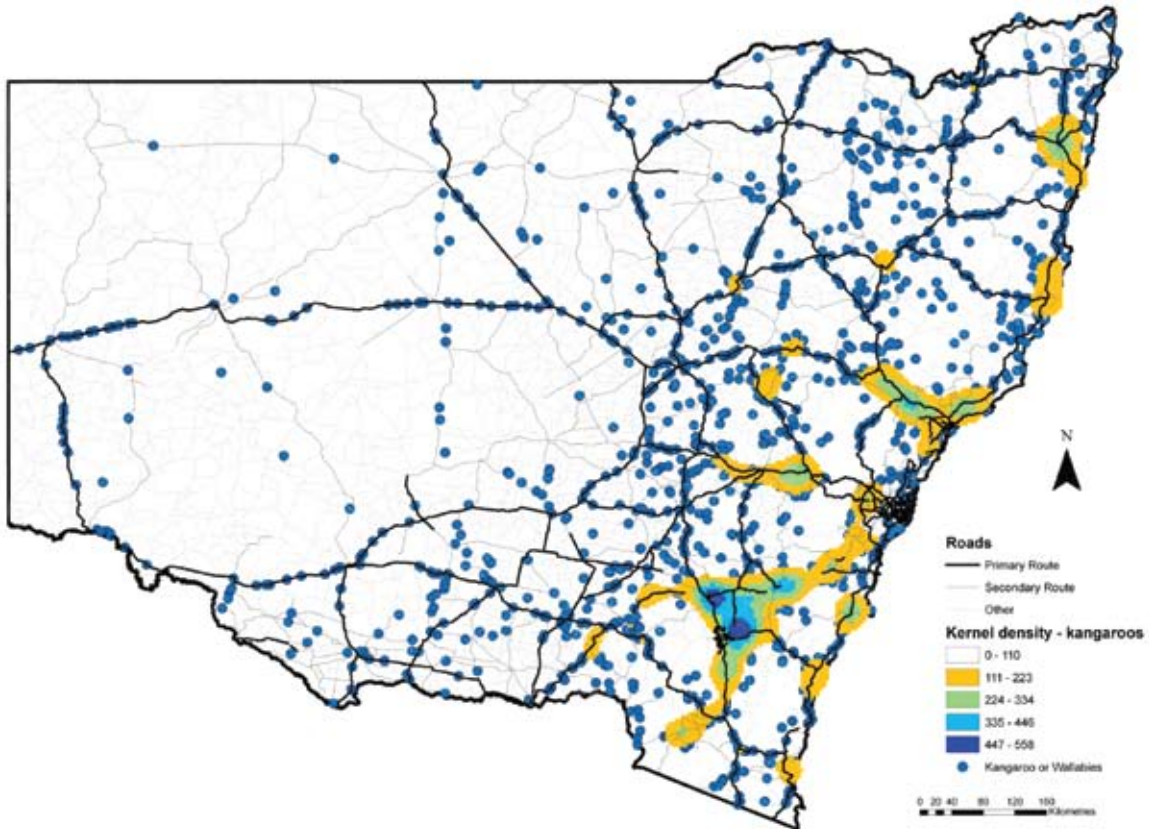 N
Roads
Primary Route
Secondary Route
Other
Kernel density - kangaroos
0 - 110
111 - 223
224 - 334
335 - 446
447 - 558
Kangaroo or Wallabies
0 20 40 80 120 160
Kilometres